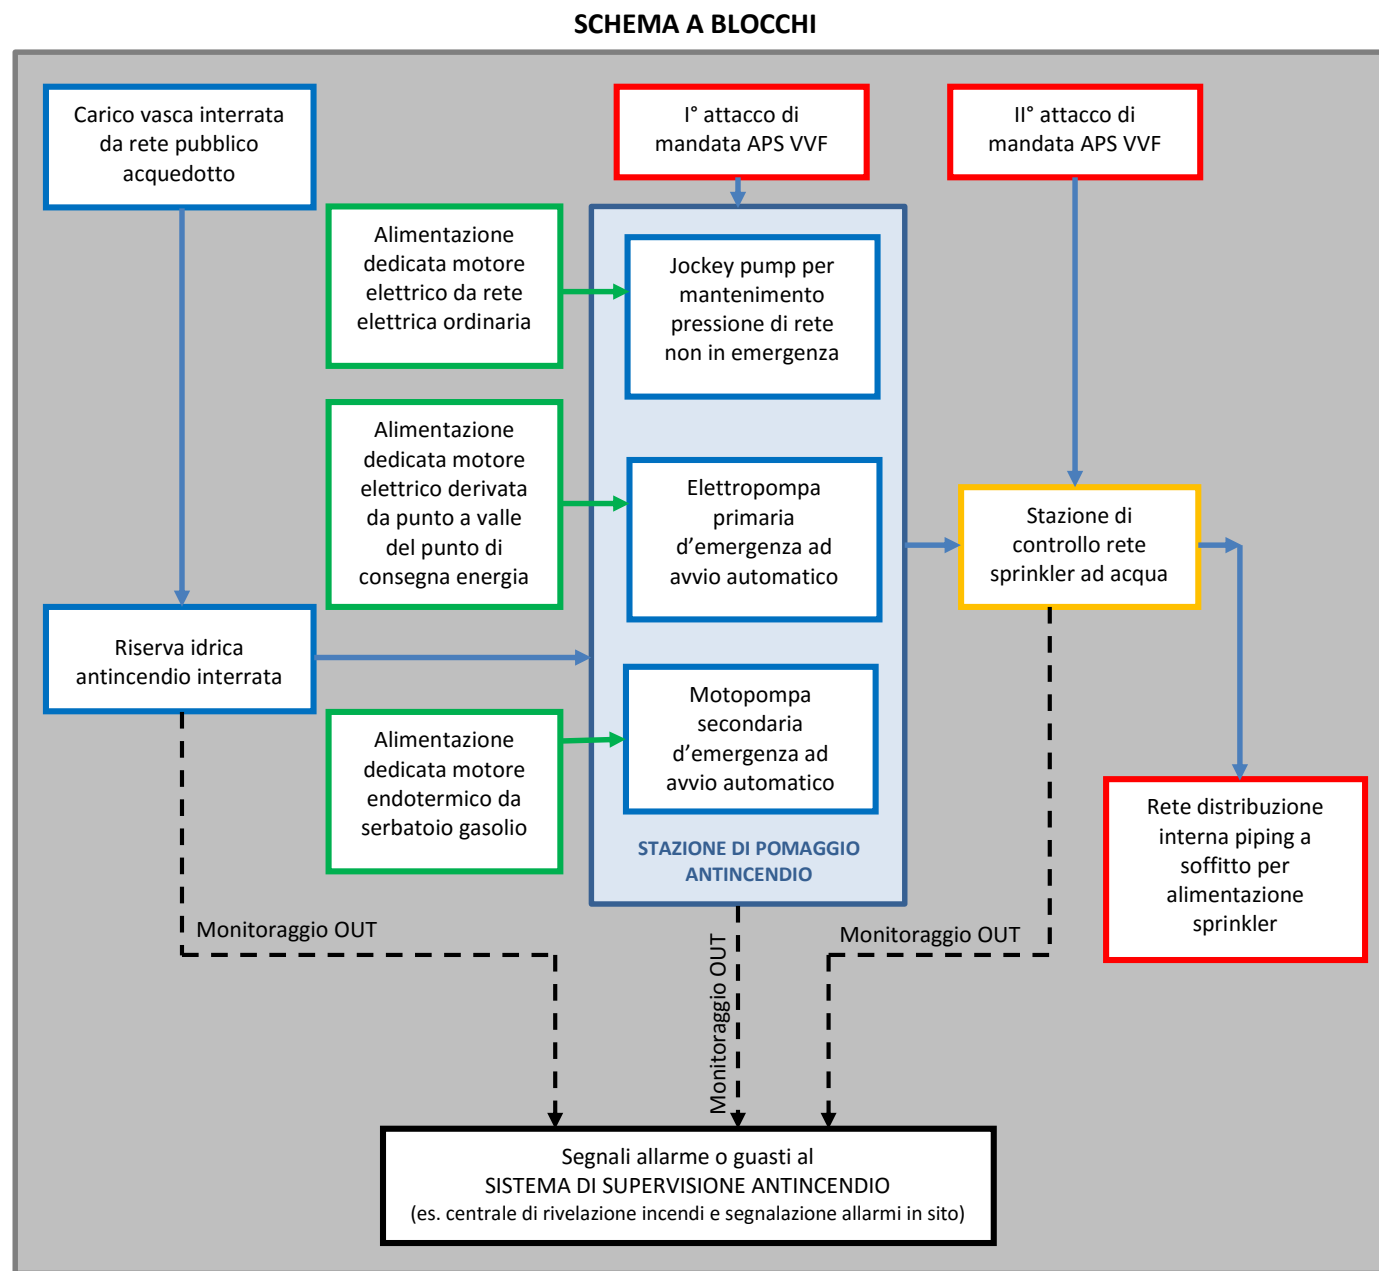 SCHEMA A BLOCCHI
Carico vasca interrata
da rete pubblico
acquedotto
I° attacco di
mandata APS VVF
II° attacco di
mandata APS VVF
Alimentazione
dedicata motore
elettrico da rete
elettrica ordinaria
Jockey pump per
mantenimento
pressione di rete
non in emergenza
Alimentazione
dedicata motore
elettrico derivata
da punto a valle
del punto di
consegna energia
Elettropompa
primaria
d’emergenza ad
avvio automatico
Stazione di
controllo rete
sprinkler ad acqua
Riserva idrica
antincendio interrata
Motopompa
secondaria
d’emergenza ad
avvio automatico
Alimentazione
dedicata motore
endotermico da
serbatoio gasolio
STAZIONE DI POMAGGIO
ANTINCENDIO
Rete distribuzione
interna piping a
soffitto per
alimentazione
sprinkler
Monitoraggio OUT
Monitoraggio OUT
Monitoraggio OUT
Segnali allarme o guasti al
SISTEMA DI SUPERVISIONE ANTINCENDIO
(es. centrale di rivelazione incendi e segnalazione allarmi in sito)